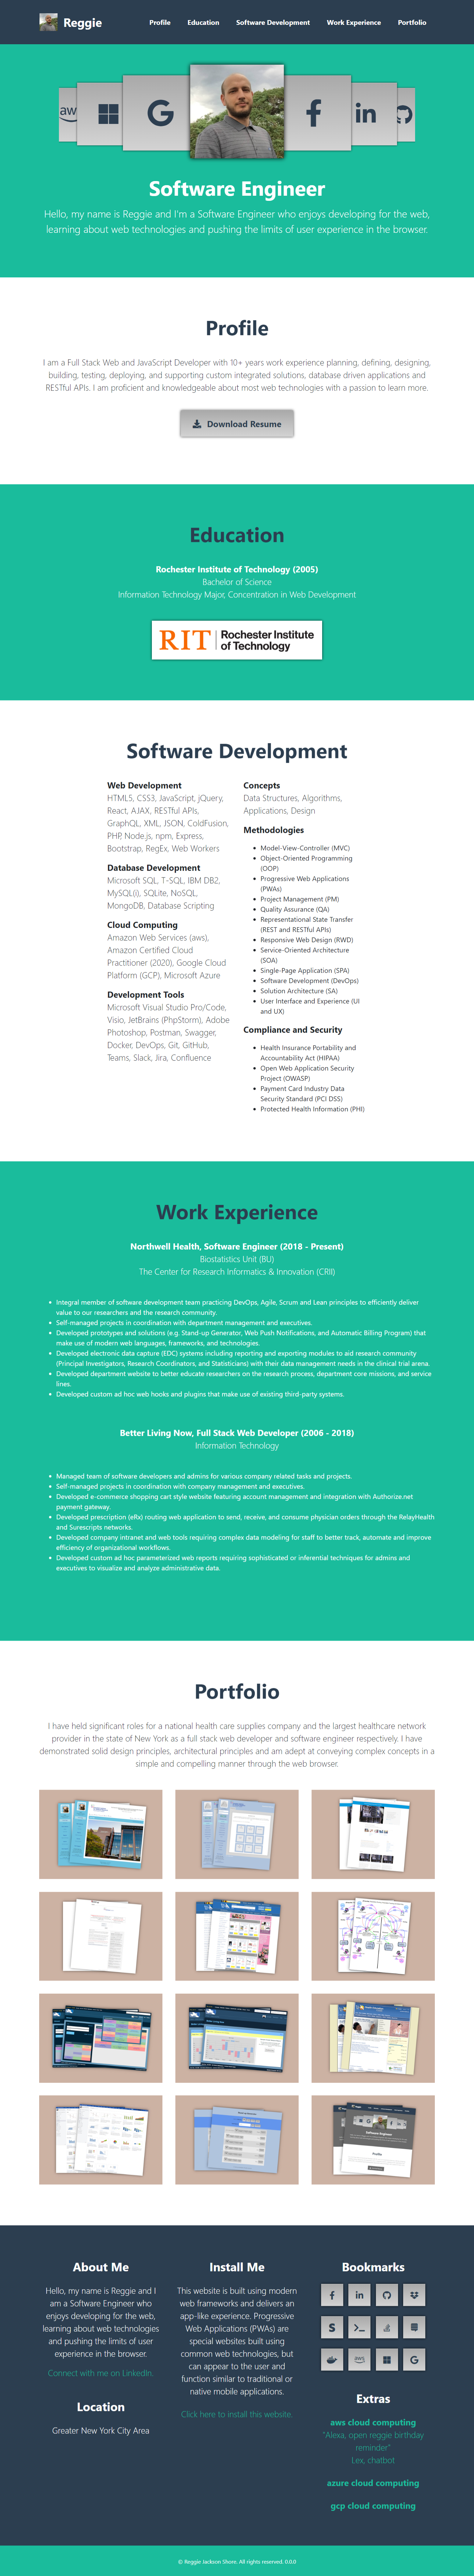 Reggie
Profile
Education
Software Development
Work Experience
Portfolio
aws
Software Engineer
Hello, my name is Reggie and I'm a Software Engineer who enjoys developing for the web,
learning about web technologies and pushing the limits of user experience in the browser.
Profile
I am a Full Stack Web and JavaScript Developer with 10+ years work experience planning, defining, designing,
building, testing, deploying, and supporting custom integrated solutions, database driven applications and
RESTful APIs. I am proficient and knowledgeable about most web technologies with a passion to learn more.
Download Resume
Education
Rochester Institute of Technology (2005)
Bachelor of Science
Information Technology Major, Concentration in Web Development
RIT
Rochester Institute
of Technology
Software Development
Web Development
HTML5, CSS3, JavaScript, jQuery,
React, AJAX, RESTful APIs,
GraphQL, XML, JSON, ColdFusion,
PHP, Node.js, npm, Express,
Bootstrap, RegEx, Web Workers
Database Development
Microsoft SQL, T-SQL, IBM DB2,
MySQL(i), SQLite, NoSQL,
MongoDB, Database Scripting
Cloud Computing
Amazon Web Services (aws),
Amazon Certified Cloud
Practitioner (2020), Google Cloud
Platform (GCP), Microsoft Azure
Development Tools
Microsoft Visual Studio Pro/Code,
Visio, JetBrains (PhpStorm), Adobe
Photoshop, Postman, Swagger,
Docker, DevOps, Git, GitHub,
Teams, Slack, Jira, Confluence
Concepts
Data Structures, Algorithms,
Applications, Design
Methodologies
Model-View-Controller (MVC)
Object-Oriented Programming
(OOP)
Progressive Web Applications
(PWAs)
Project Management (PM)
Quality Assurance (QA)
Representational State Transfer
(REST and RESTful APIs)
Responsive Web Design (RWD)
Service-Oriented Architecture
(SOA)
Single-Page Application (SPA)
Software Development (DevOps)
Solution Architecture (SA)
User Interface and Experience (UI
and UX)
Compliance and Security
Health Insurance Portability and
Accountability Act (HIPAA)
Open Web Application Security
Project (OWASP)
Payment Card Industry Data
Security Standard (PCI DSS)
Protected Health Information (PHI)
Work Experience
Northwell Health, Software Engineer (2018 - Present)
Biostatistics Unit (BU)
The Center for Research Informatics & Innovation (CRII)
Integral member of software development team practicing DevOps, Agile, Scrum and Lean principles to efficiently deliver
value to our researchers and the research community.
Self-managed projects in coordination with department management and executives.
Developed prototypes and solutions (e.g. Stand-up Generator, Web Push Notifications, and Automatic Billing Program) that
make use of modern web languages, frameworks, and technologies.
Developed electronic data capture (EDC) systems including reporting and exporting modules to aid research community
(Principal Investigators, Research Coordinators, and Statisticians) with their data management needs in the clinical trial arena.
Developed department website to better educate researchers on the research process, department core missions, and service
lines.
Developed custom ad hoc web hooks and plugins that make use of existing third-party systems.
Better Living Now, Full Stack Web Developer (2006 - 2018)
Information Technology
Managed team of software developers and admins for various company related tasks and projects.
Self-managed projects in coordination with company management and executives.
Developed e-commerce shopping cart style website featuring account management and integration with Authorize.net
payment gateway.
Developed prescription (eRx) routing web application to send, receive, and consume physician orders through the RelayHealth
and Surescripts networks.
Developed company intranet and web tools requiring complex data modeling for staff to better track, automate and improve
efficiency of organizational workflows.
Developed custom ad hoc parameterized web reports requiring sophisticated or inferential techniques for admins and
executives to visualize and analyze administrative data.
Portfolio
I have held significant roles for a national health care supplies company and the largest healthcare network
provider in the state of New York as a full stack web developer and software engineer respectively. I have
demonstrated solid design principles, architectural principles and am adept at conveying complex concepts in a
simple and compelling manner through the web browser.
About Me
Hello, my name is Reggie and I
am a Software Engineer who
enjoys developing for the web,
learning about web technologies
and pushing the limits of user
experience in the browser.
Connect with me on LinkedIn.
Location
Greater New York City Area
Install Me
This website is built using modern
web frameworks and delivers an
app-like experience. Progressive
Web Applications (PWAs) are
special websites built using
common web technologies, but
can appear to the user and
function similar to traditional or
native mobile applications.
Click here to install this website.
Bookmarks
aws
Extras
aws cloud computing
"Alexa, open reggie birthday
reminder"
Lex, chatbot
azure cloud computing
gcp cloud computing
© Reggie Jackson Shore. All rights reserved. 0.0.0